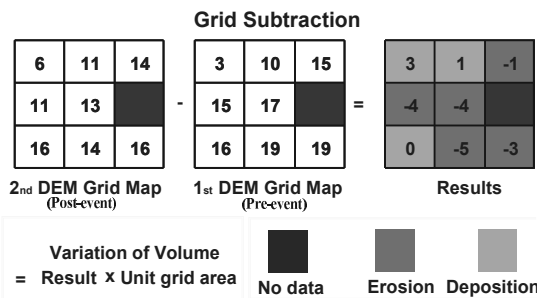 Grid Subtraction
6 11 14 3 10 15 3 1 -1
11 13 - 15 17 = -4 -4
16 14 16 16 19 19 0 -5 -3
2nd DEM Grid Map 1st DEM Grid Map Results
(Post-event) (Pre-event)
Variation of Volume
= Result x Unit grid area
No data Erosion Deposition